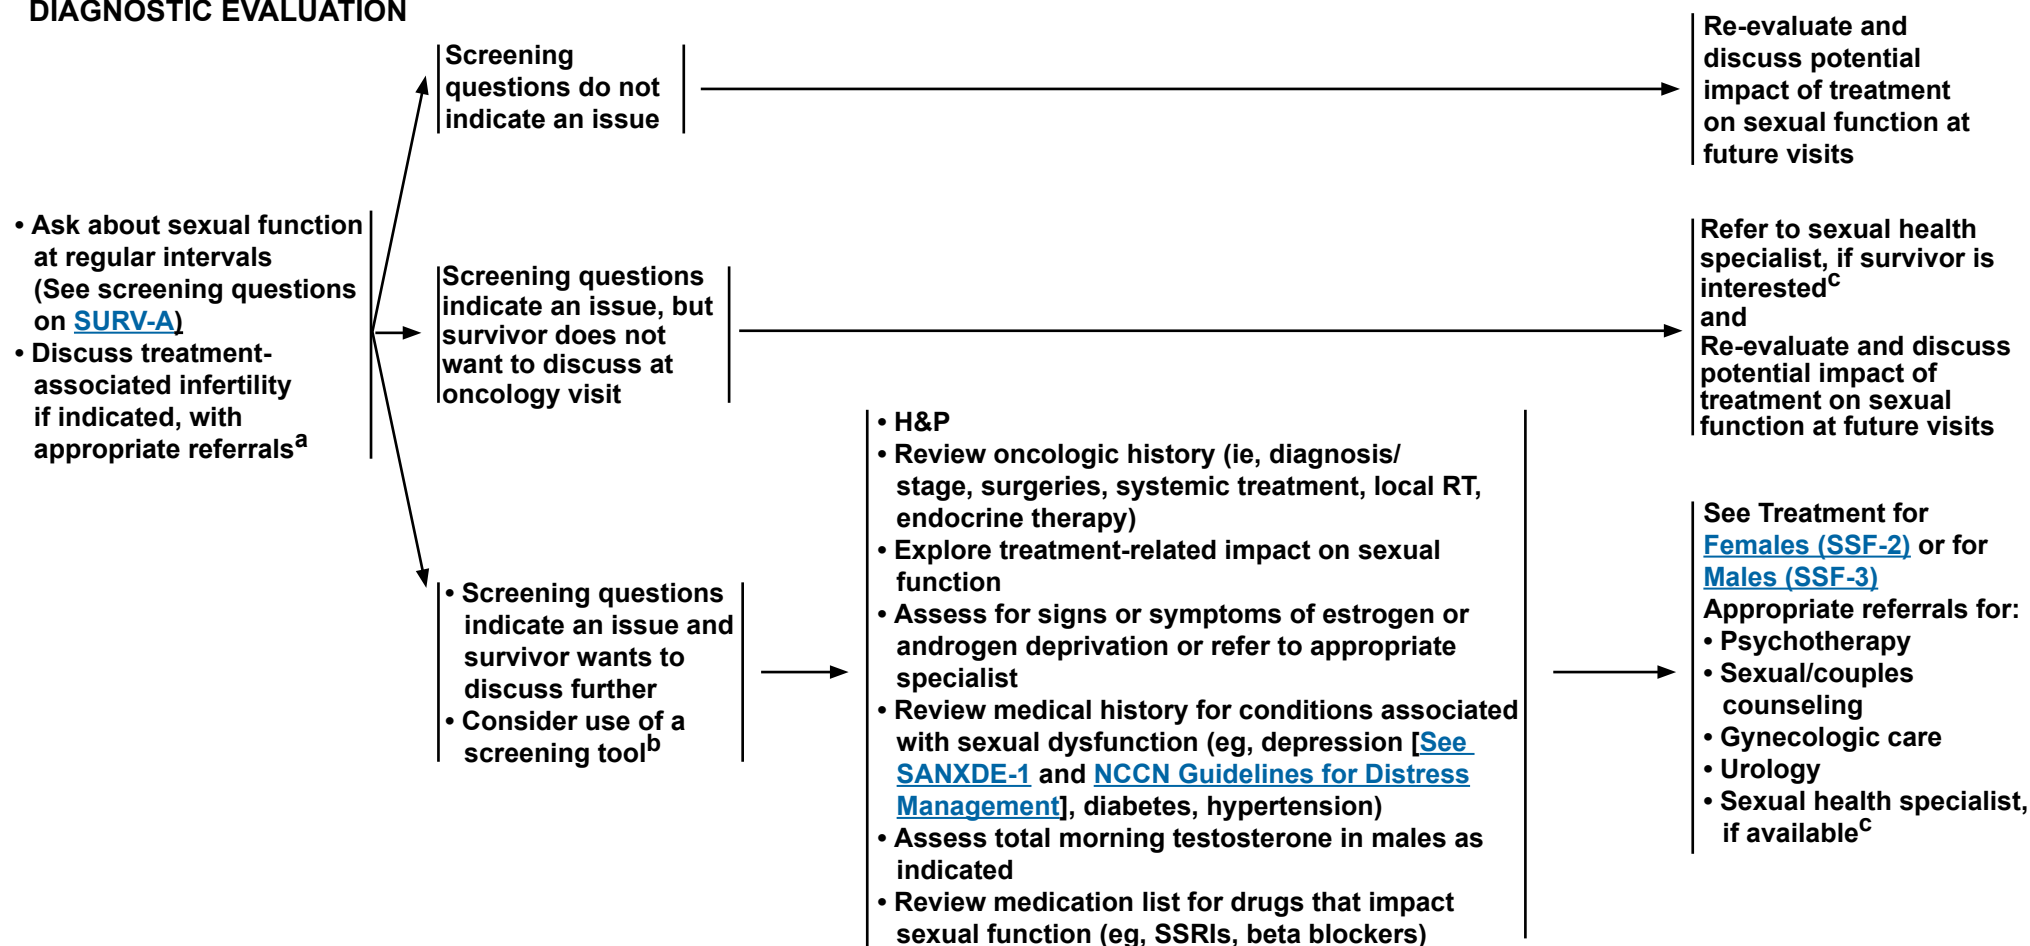 DIAGNOSTIC EVALUATION
• Ask about sexual function
at regular intervals
(See screening questions
on SURV-A)
• Discuss treatment-
associated infertility
if indicated, with
appropriate referralsa
Screening
questions do not
indicate an issue
Re-evaluate and
discuss potential
impact of treatment
on sexual function at
future visits
Screening questions
indicate an issue, but
survivor does not
want to discuss at
oncology visit
Refer to sexual health
specialist, if survivor is
interestedc
and
Re-evaluate and discuss
potential impact of
treatment on sexual
function at future visits
• Screening questions
indicate an issue and
survivor wants to
discuss further
• Consider use of a
screening toolb
• H&P
• Review oncologic history (ie, diagnosis/
stage, surgeries, systemic treatment, local RT,
endocrine therapy)
• Explore treatment-related impact on sexual
function
• Assess for signs or symptoms of estrogen or
androgen deprivation or refer to appropriate
specialist
• Review medical history for conditions associated
with sexual dysfunction (eg, depression [See
SANXDE-1 and NCCN Guidelines for Distress
Management], diabetes, hypertension)
• Assess total morning testosterone in males as
indicated
• Review medication list for drugs that impact
sexual function (eg, SSRIs, beta blockers)
See Treatment for
Females (SSF-2) or for
Males (SSF-3)
Appropriate referrals for:
• Psychotherapy
• Sexual/couples
counseling
• Gynecologic care
• Urology
• Sexual health specialist,
if availablec